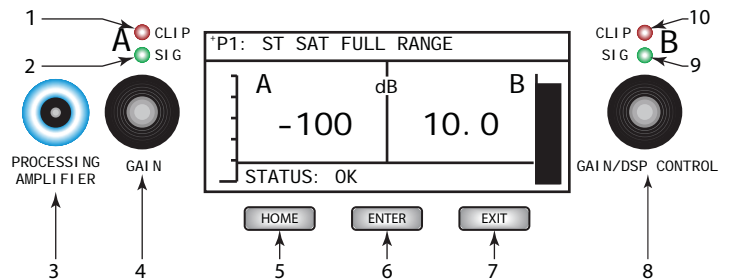 1 CLIP A
2 SIG
*P1: ST SAT FULL RANGE
A dB B
-100 10.0
STATUS: OK
CLIP 10
SIG B 9
PROCESSING
AMPLIFIER
GAIN
GAIN/DSP CONTROL
HOME ENTER EXIT
3 4 5 6 7 8